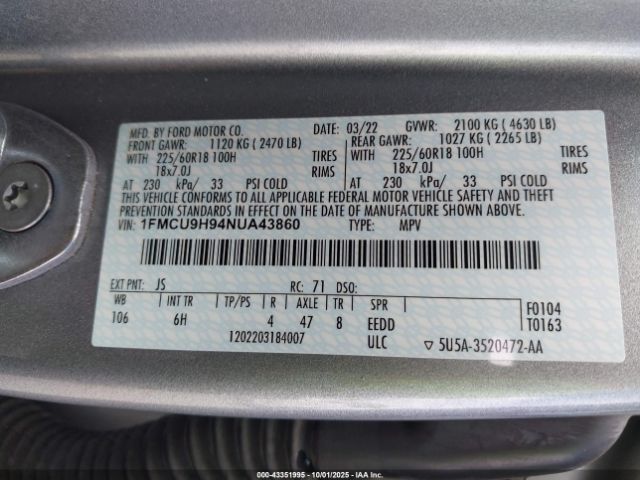 MFD. BY FORD MOTOR CO. DATE: 03/22 GVWR: 2100 KG ( 4630 LB)
FRONT GAWR: 1120 KG ( 2470 LB) REAR GAWR: 1027 KG ( 2265 LB)
WITH 225/60R18 100H TIRES WITH 225/60R18 100H TIRES
18x7.0J RIMS 18x7.0J RIMS
AT 230 kPa/ 33 PSI COLD AT 230 kPa/ 33 PSI COLD
THIS VEHICLE CONFORMS TO ALL APPLICABLE FEDERAL MOTOR VEHICLE SAFETY AND THEFT
PREVENTION STANDARDS IN EFFECT ON THE DATE OF MANUFACTURE SHOWN ABOVE.
VIN: 1FMCU9H94NUA43860 TYPE: MPV
EXT PNT: JS RC: 71 DSO:
WB INT TR TP/PS R AXLE TR SPR F0104
106 6H 4 47 8 EEDD T0163
1202203184007 ULC ▽ 5U5A-3520472-AA
000-43351995 - 10/01/2025 - Copyright © IAA, Inc.